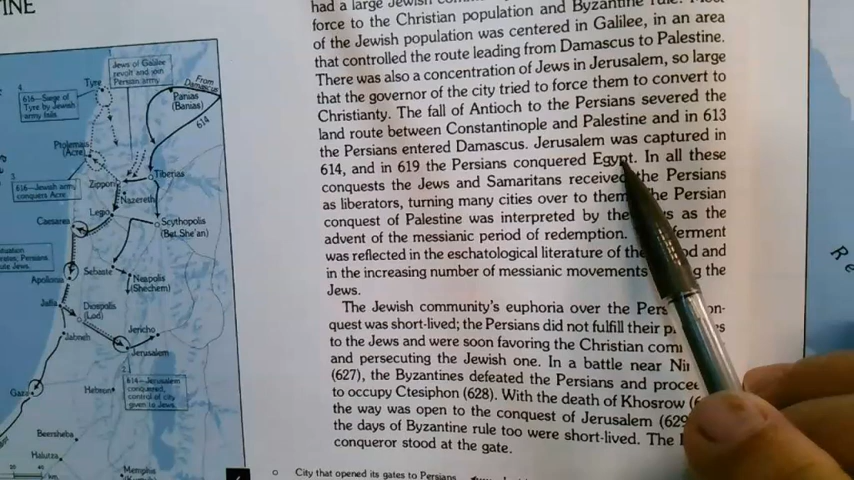 TINE
had a large Jewish
force to the Christian population and Byzantine rule.
of the Jewish population was centered in Galilee, in an area
that controlled the route leading from Damascus to Palestine.
There was also a concentration of Jews in Jerusalem, so large
that the governor of the city tried to force them to convert to
Christianty. The fall of Antioch to the Persians severed the
land route between Constantinople and Palestine and in 613
the Persians entered Damascus. Jerusalem was captured in
614, and in 619 the Persians conquered Egypt. In all these
conquests the Jews and Samaritans received the Persians
as liberators, turning many cities over to them. The Persian
conquest of Palestine was interpreted by the as the
advent of the messianic period of redemption. ferment
was reflected in the eschatological literature of the and
in the increasing number of messianic movements the
Jews.
The Jewish community's euphoria over the
quest was short-lived; the Persians did not fulfill their
to the Jews and were soon favoring the Christian
and persecuting the Jewish one. In a battle near
(627), the Byzantines defeated the Persians and
to occupy Ctesiphon (628). With the death of Khosrow
the way was open to the conquest of Jerusalem (629
the days of Byzantine rule too were short-lived. The
conqueror stood at the gate.
City that opened its gates to Persians
Jews of Galilee
revolt and join
Persian army
From
Damascus
4.
Tyre
616—Siege of
Tyre by Jewish
army fails.
Panias
(Banias)
614
Ptolemais
(Acre)
3.
616—Jewish army
conquers Acre.
Tiberias
Zippori
Nazareth
Legio
Caesarea
Scythopolis
(Bet She'an)
Sebaste
Neapolis
(Shechem)
Apollonia
Jaffa
Diospolis
(Lod)
Jabneh
Jericho
Jerusalem
2.
614—Jerusalem
conquered,
control of city
given to Jews.
Gaza
Hebron
Beersheba
Halutza
Memphis
20
40
R
e